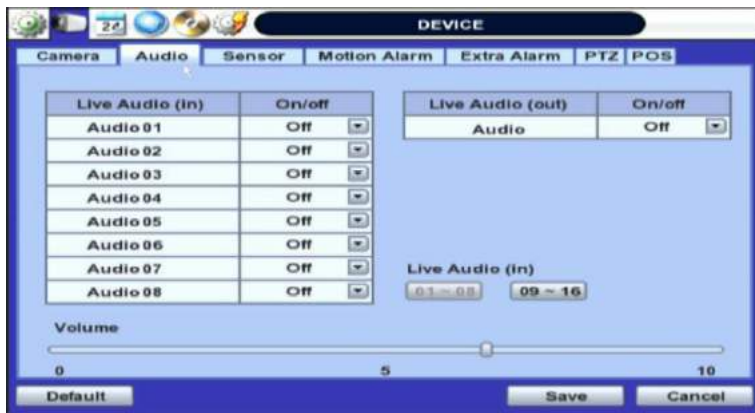 DEVICE
Camera Audio Sensor Motion Alarm Extra Alarm PTZ POS
Live Audio (in) On/off
Audio 01 Off
Audio 02 Off
Audio 03 Off
Audio 04 Off
Audio 05 Off
Audio 06 Off
Audio 07 Off
Audio 08 Off
Live Audio (out) On/off
Audio Off
Live Audio (in)
01 ~ 08 09 ~ 16
Volume
0 5 10
Default Save Cancel